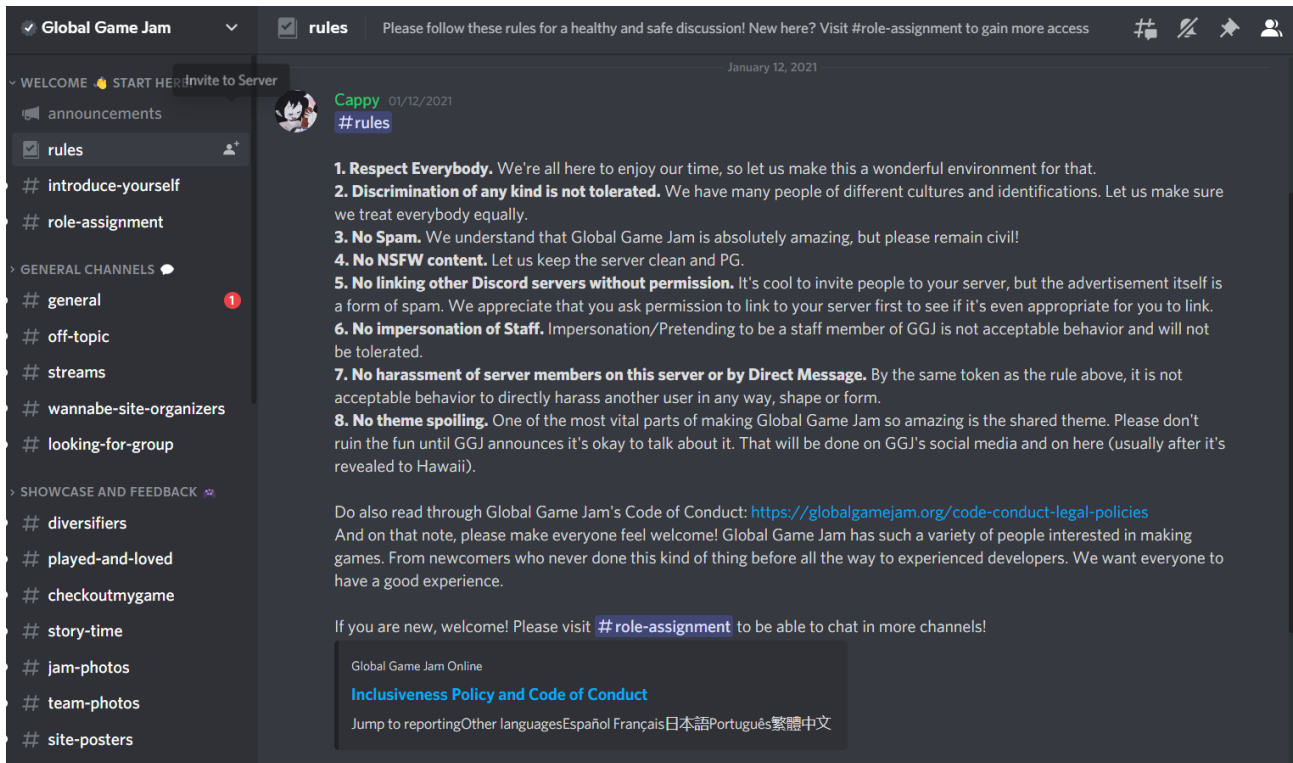 Global Game Jam
rules
Please follow these rules for a healthy and safe discussion! New here? Visit #role-assignment to gain more access
WELCOME 👋 START HERE
Invite to Server
announcements
rules
introduce-yourself
role-assignment
GENERAL CHANNELS 💬
general 1
off-topic
streams
wannabe-site-organizers
looking-for-group
SHOWCASE AND FEEDBACK 👾
diversifiers
played-and-loved
checkoutmygame
story-time
jam-photos
team-photos
site-posters
January 12, 2021
Cappy 01/12/2021
#rules
1. Respect Everybody. We're all here to enjoy our time, so let us make this a wonderful environment for that.
2. Discrimination of any kind is not tolerated. We have many people of different cultures and identifications. Let us make sure
we treat everybody equally.
3. No Spam. We understand that Global Game Jam is absolutely amazing, but please remain civil!
4. No NSFW content. Let us keep the server clean and PG.
5. No linking other Discord servers without permission. It's cool to invite people to your server, but the advertisement itself is
a form of spam. We appreciate that you ask permission to link to your server first to see if it's even appropriate for you to link.
6. No impersonation of Staff. Impersonation/Pretending to be a staff member of GGJ is not acceptable behavior and will not
be tolerated.
7. No harassment of server members on this server or by Direct Message. By the same token as the rule above, it is not
acceptable behavior to directly harass another user in any way, shape or form.
8. No theme spoiling. One of the most vital parts of making Global Game Jam so amazing is the shared theme. Please don't
ruin the fun until GGJ announces it's okay to talk about it. That will be done on GGJ's social media and on here (usually after it's
revealed to Hawaii).
Do also read through Global Game Jam's Code of Conduct: https://globalgamejam.org/code-conduct-legal-policies
And on that note, please make everyone feel welcome! Global Game Jam has such a variety of people interested in making
games. From newcomers who never done this kind of thing before all the way to experienced developers. We want everyone to
have a good experience.
If you are new, welcome! Please visit #role-assignment to be able to chat in more channels!
Global Game Jam Online
Inclusiveness Policy and Code of Conduct
Jump to reportingOther languagesEspañol Français日本語Português繁體中文